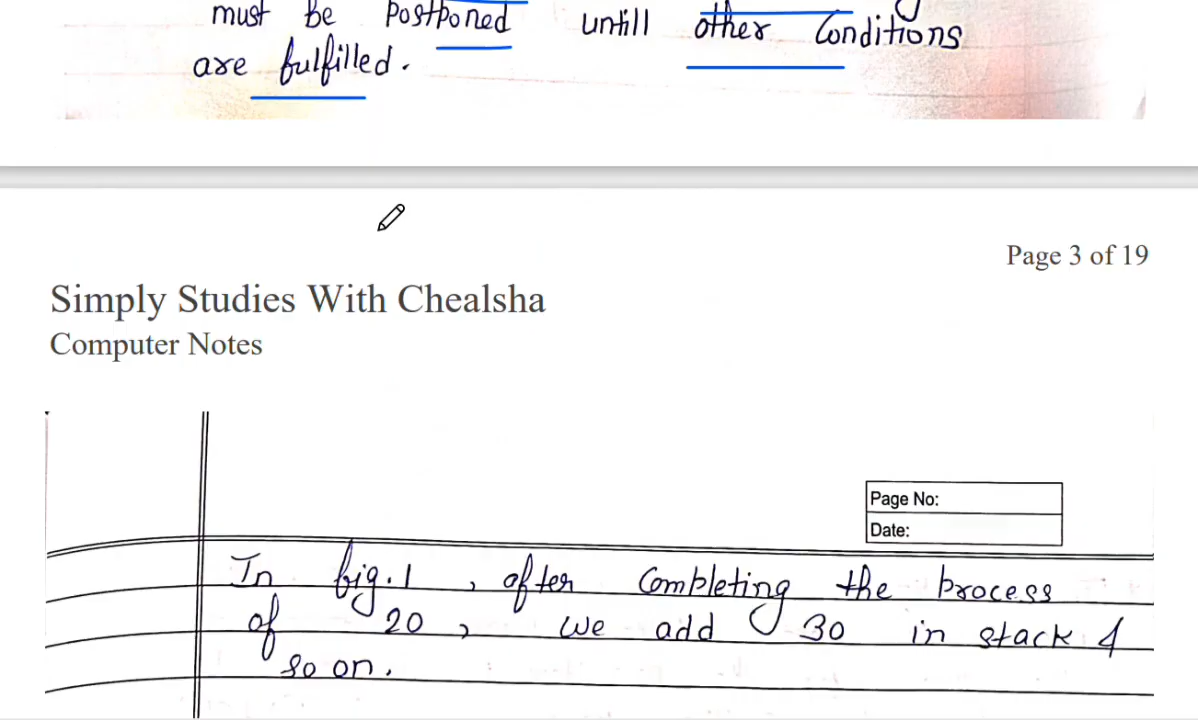 must be Postponed untill other Conditions
are fulfilled.
Page 3 of 19
Simply Studies With Chealsha
Computer Notes
Page No:
Date:
In fig.1, after Completing the process
of 20, we add 30 in stack &
so on.